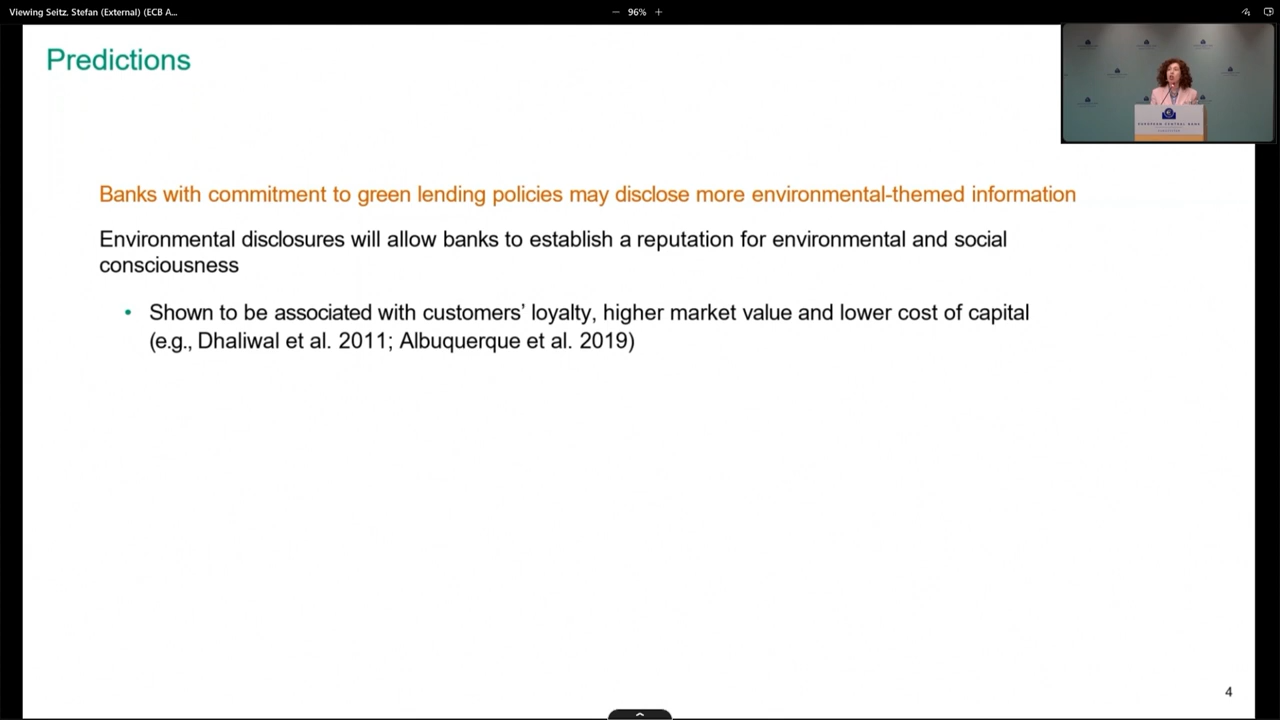 Viewing Seitz, Stefan (External) (ECB A...
96%
Predictions
EUROPEAN CENTRAL BANK
Banks with commitment to green lending policies may disclose more environmental-themed information
Environmental disclosures will allow banks to establish a reputation for environmental and social
consciousness
• Shown to be associated with customers’ loyalty, higher market value and lower cost of capital
(e.g., Dhaliwal et al. 2011; Albuquerque et al. 2019)
4